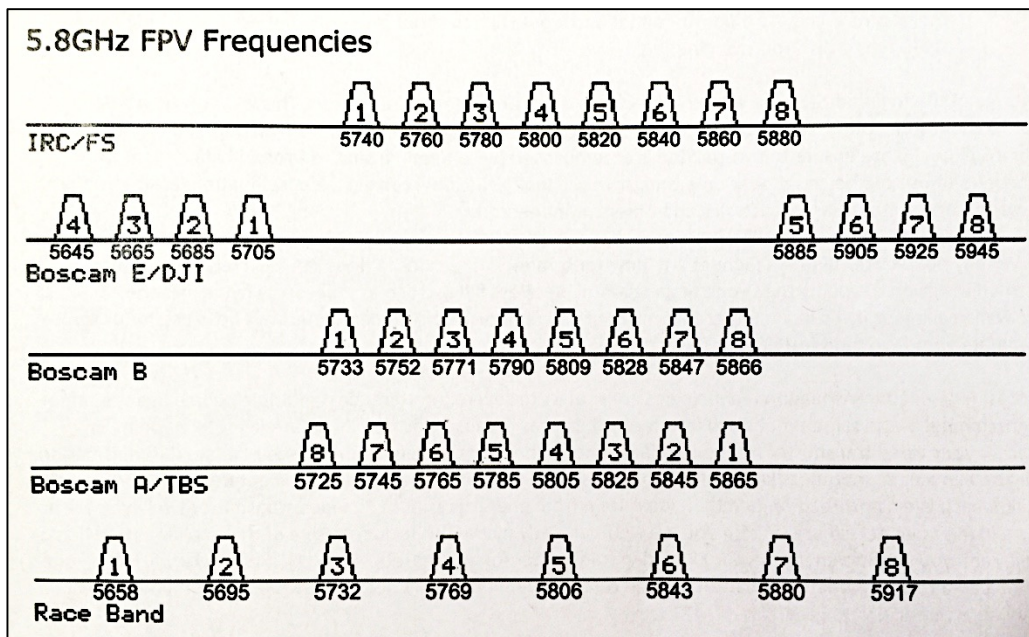 5.8GHz FPV Frequencies
1 2 3 4 5 6 7 8
5740 5760 5780 5800 5820 5840 5860 5880
IRC/FS
4 3 2 1 5 6 7 8
5645 5665 5685 5705 5885 5905 5925 5945
Boscam E/DJI
1 2 3 4 5 6 7 8
5733 5752 5771 5790 5809 5828 5847 5866
Boscam B
8 7 6 5 4 3 2 1
5725 5745 5765 5785 5805 5825 5845 5865
Boscam A/TBS
1 2 3 4 5 6 7 8
5658 5695 5732 5769 5806 5843 5880 5917
Race Band